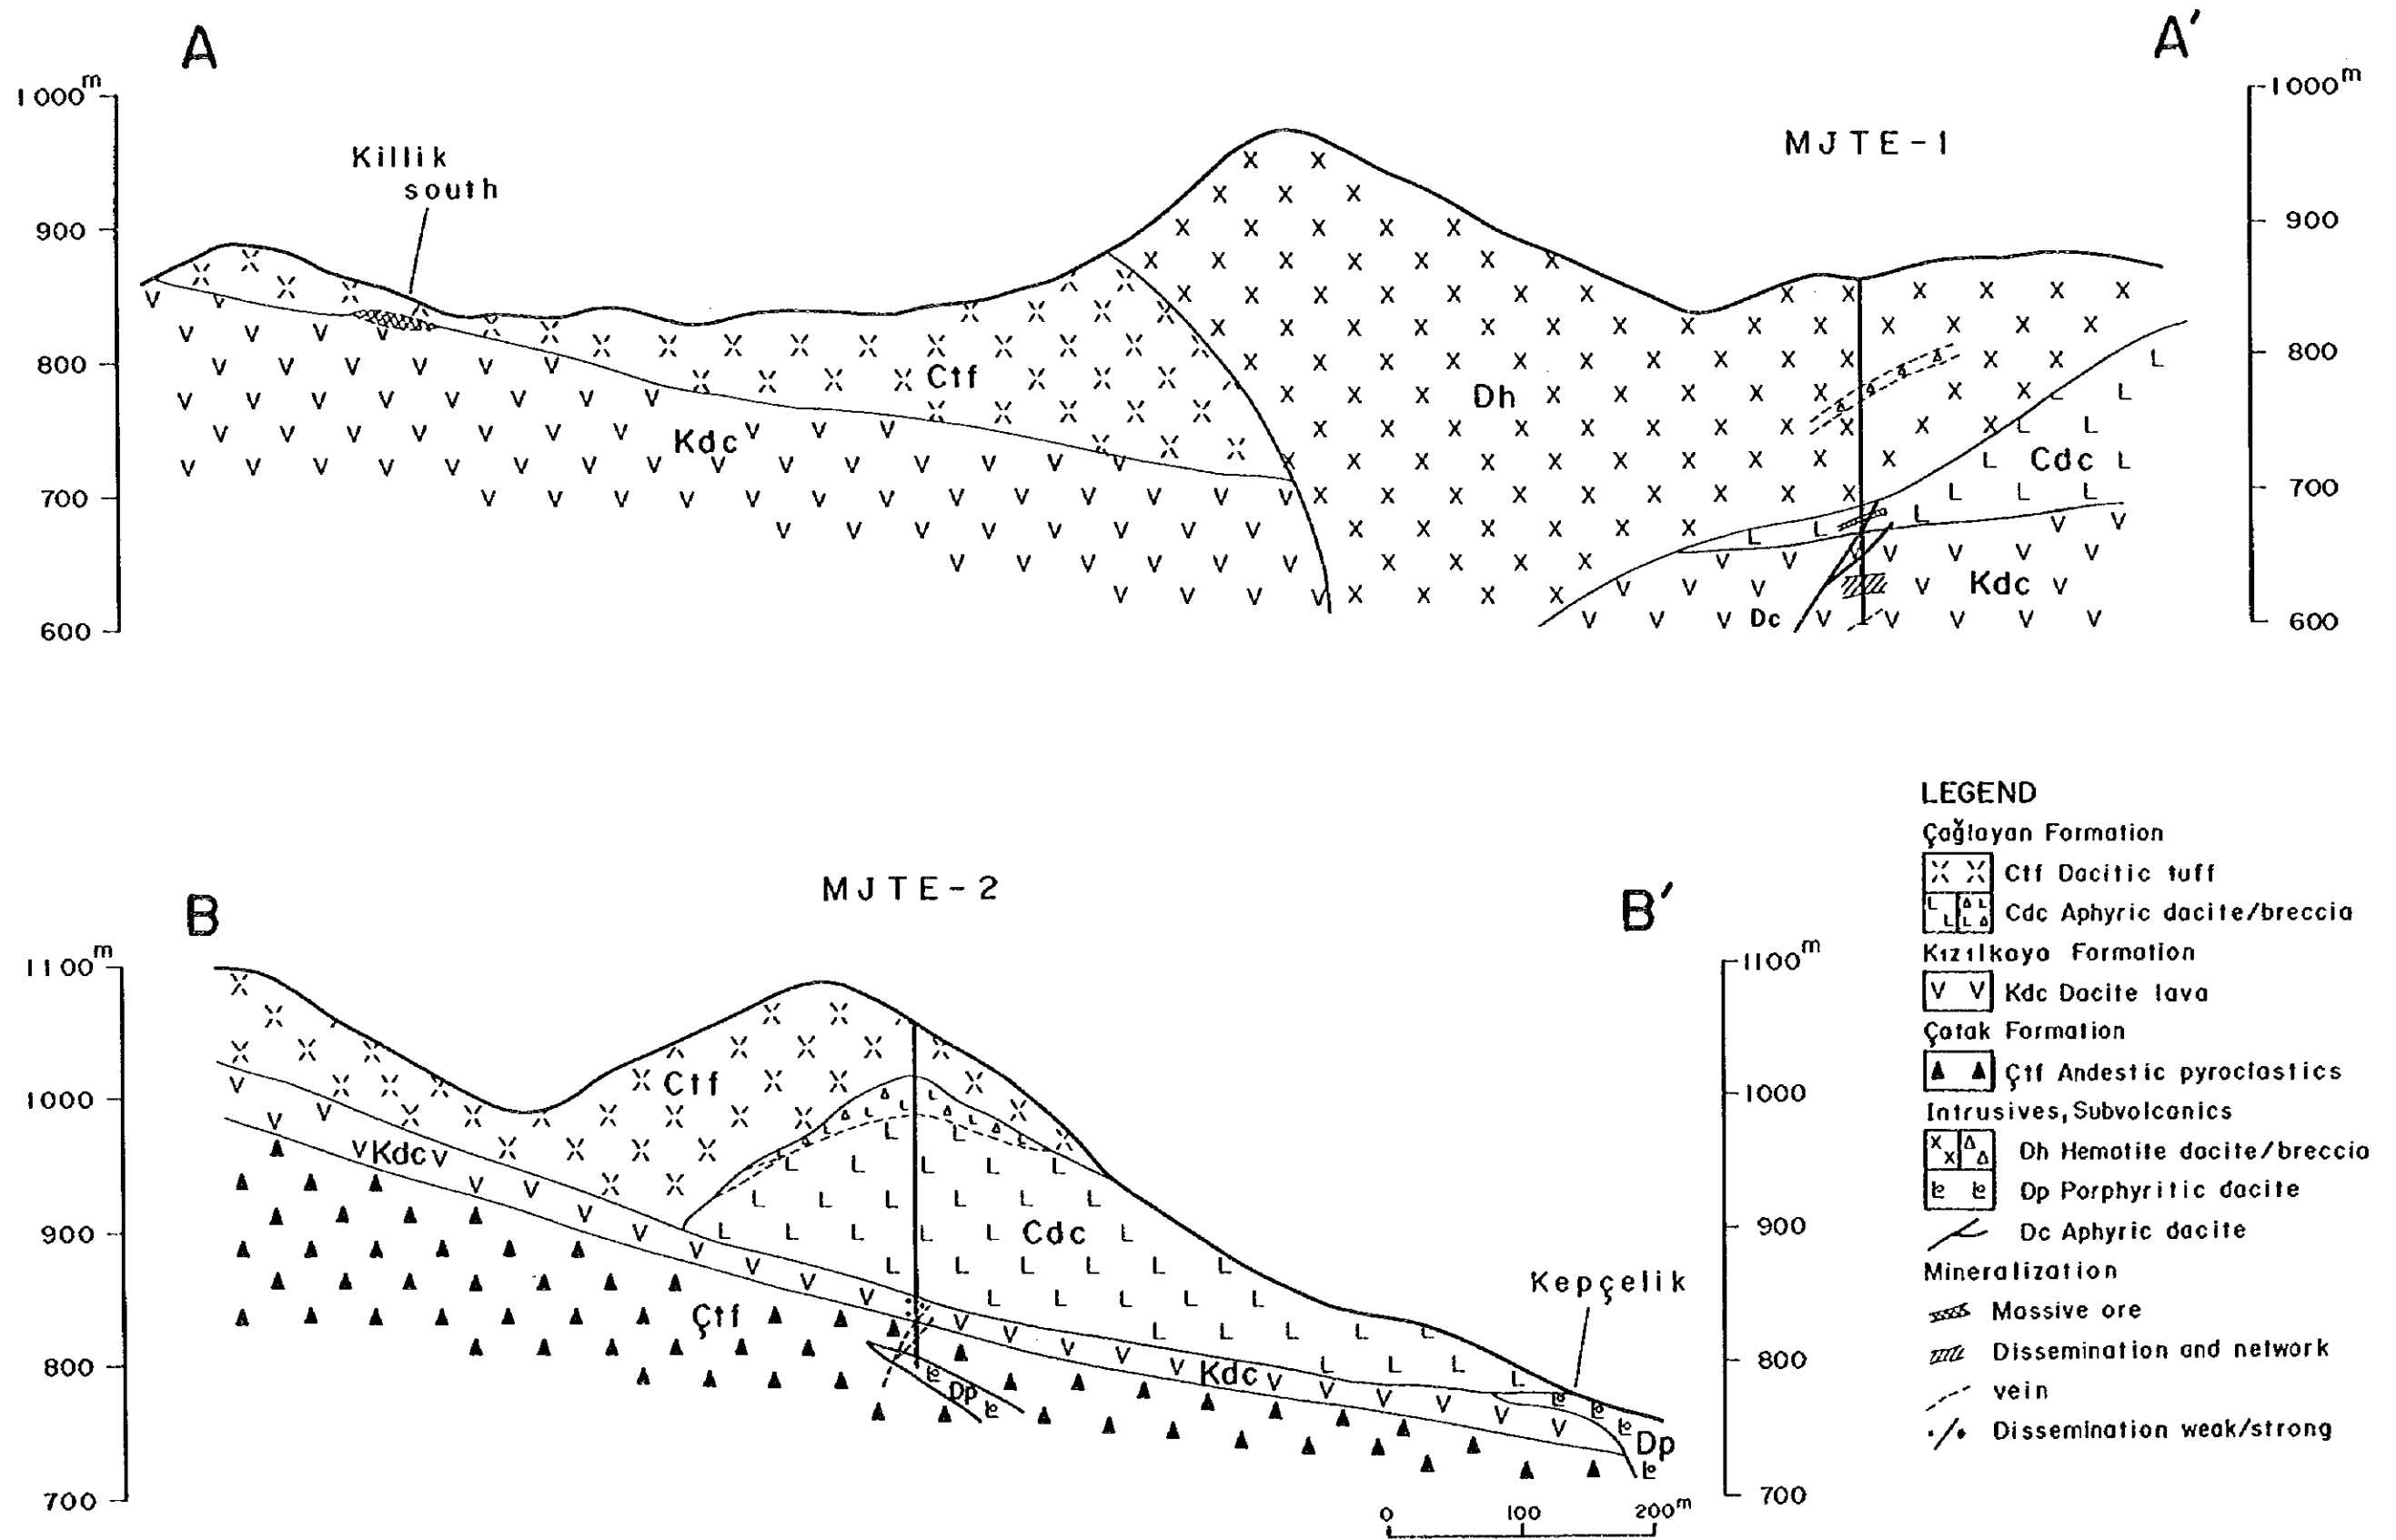 A
A′
1000m
900
800
700
600
1000m
900
800
700
600
Killik
south
MJTE-1
Ctf
Kdc
Dh
Cdc
Kdc
Dc
MJTE-2
B
B′
1100m
1000
900
800
700
1100m
1000
900
800
700
Ctf
Kdc
Cdc
Çtf
Kepçelik
Kdc
Dp
Dp
0 100 200m
LEGEND
Çağlayan Formation
Ctf Dacitic tuff
Cdc Aphyric dacite/breccia
Kızılkaya Formation
Kdc Dacite lava
Çatak Formation
Çtf Andestic pyroclastics
Intrusives, Subvolcanics
Dh Hematite dacite/breccia
Dp Porphyritic dacite
Dc Aphyric dacite
Mineralization
Massive ore
Dissemination and network
vein
Dissemination weak/strong